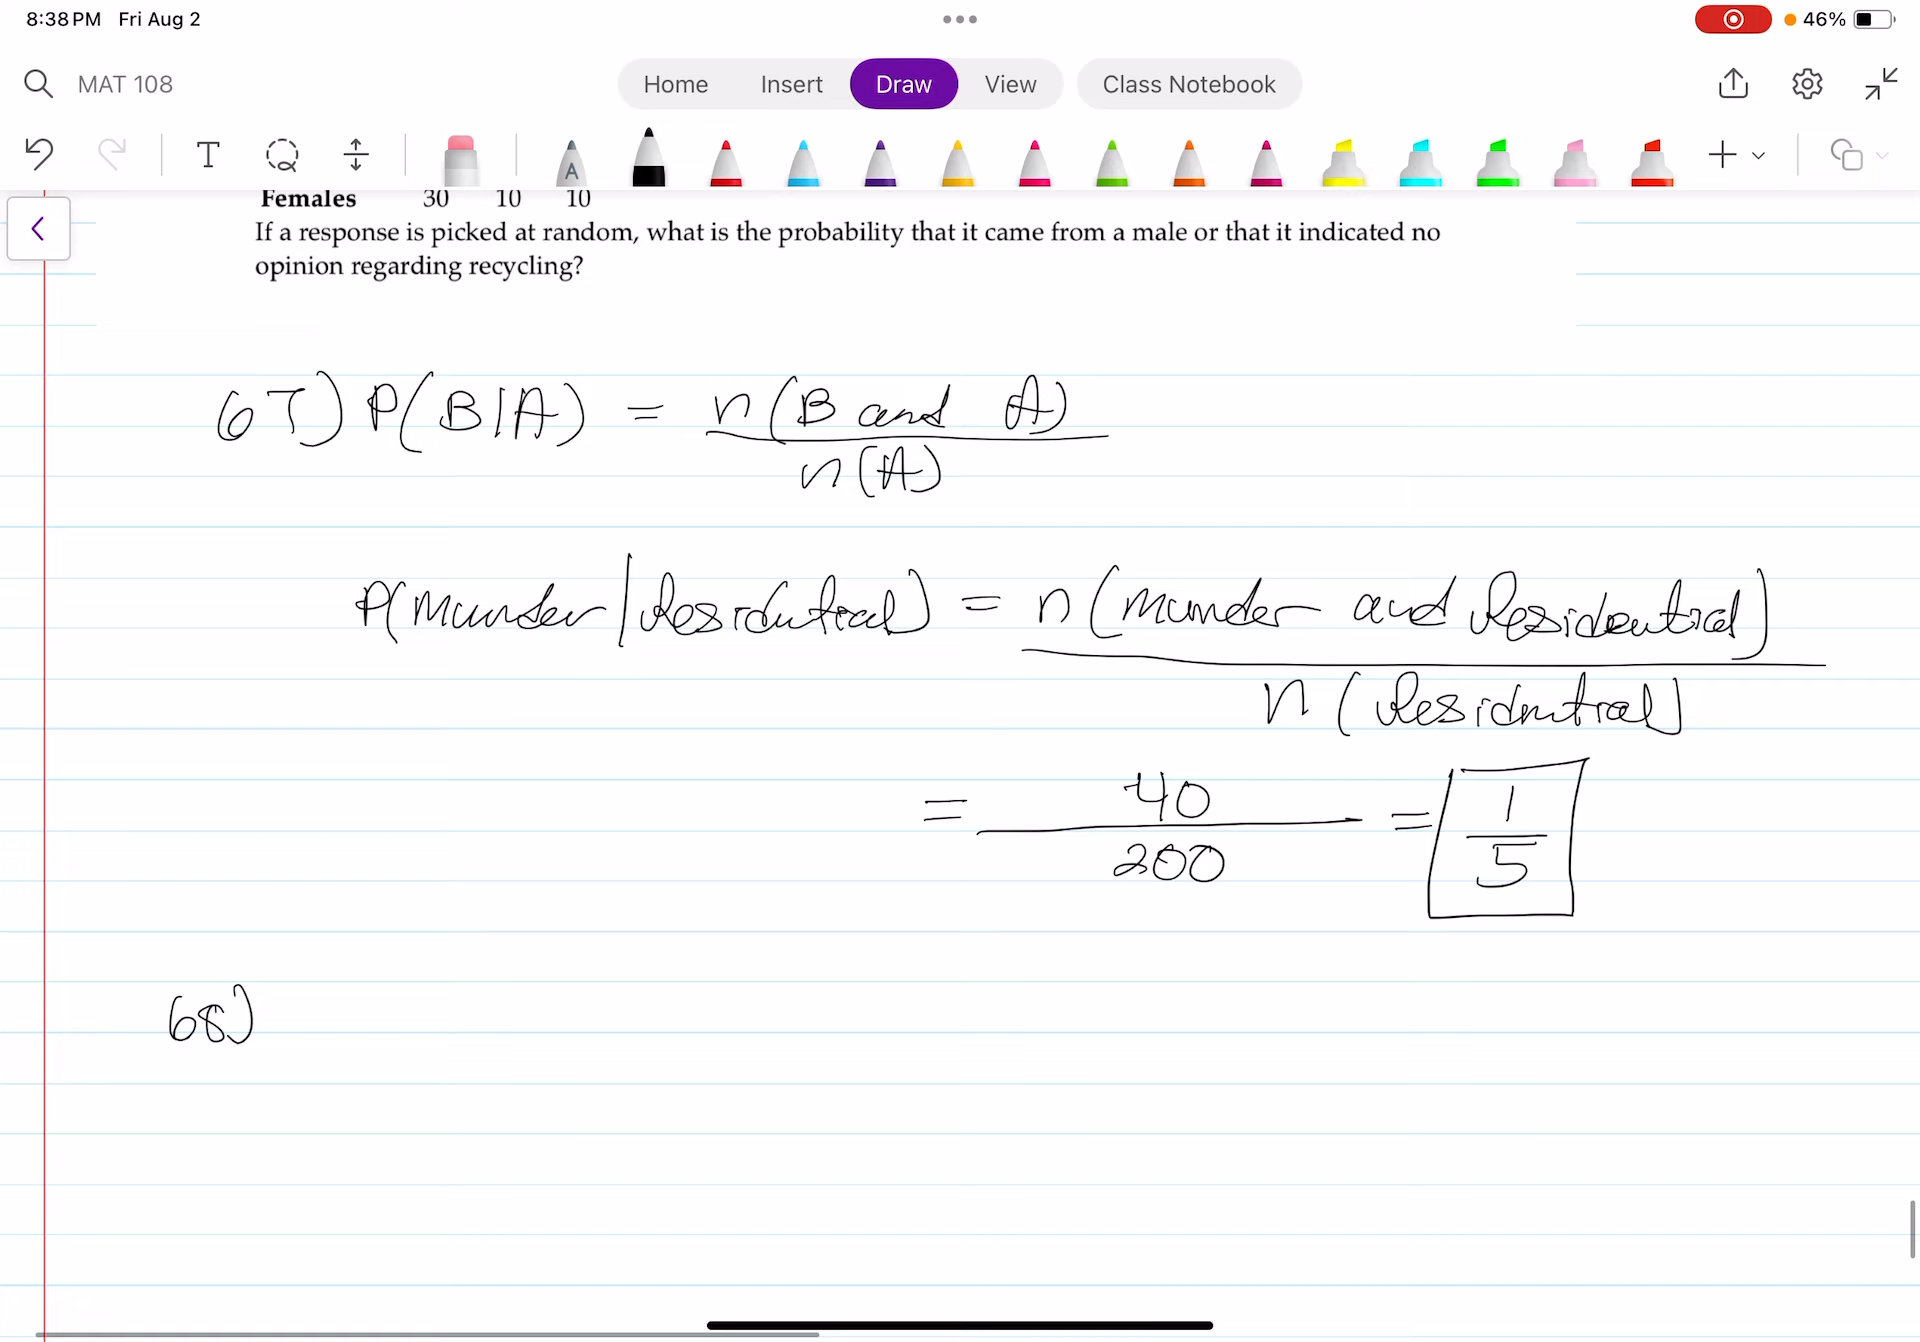 8:38 PM Fri Aug 2
46%
MAT 108
Home Insert Draw View Class Notebook
T
A
Females 30 10 10
If a response is picked at random, what is the probability that it came from a male or that it indicated no
opinion regarding recycling?
67) P(B|A) = n(B and A)
n(A)
P(Murder | Residential) = n(Murder and Residential)
n(Residential)
= 40 = 1
200 5
68)